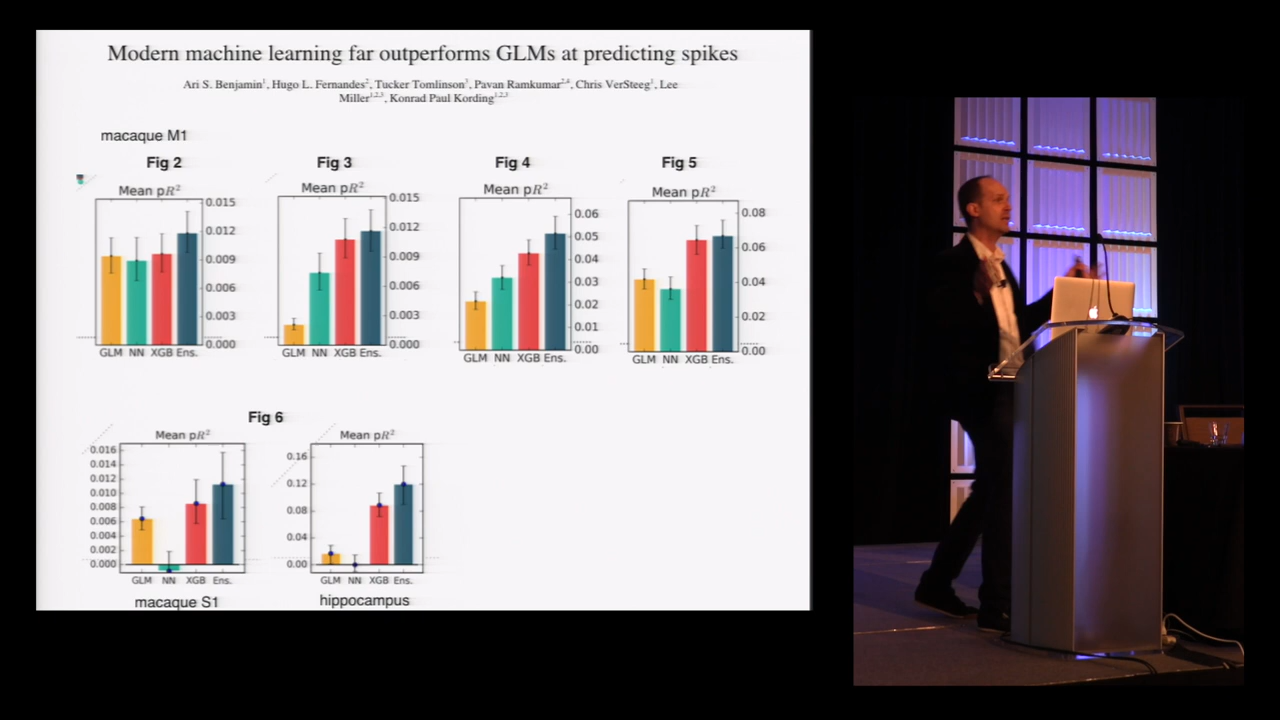 Modern machine learning far outperforms GLMs at predicting spikes
Ari S. Benjamin¹, Hugo L. Fernandes², Tucker Tomlinson³, Pavan Ramkumar²,⁴, Chris VerSteeg¹, Lee
Miller¹,²,³, Konrad Paul Kording¹,²,³
macaque M1
Fig 2
Mean pR²
0.015
0.012
0.009
0.006
0.003
0.000
GLM NN XGB Ens.
Fig 3
Mean pR²
0.015
0.012
0.009
0.006
0.003
0.000
GLM NN XGB Ens.
Fig 4
Mean pR²
0.06
0.05
0.04
0.03
0.02
0.01
0.00
GLM NN XGB Ens.
Fig 5
Mean pR²
0.08
0.06
0.04
0.02
0.00
GLM NN XGB Ens.
Fig 6
Mean pR²
0.016
0.014
0.012
0.010
0.008
0.006
0.004
0.002
0.000
GLM NN XGB Ens.
macaque S1
Mean pR²
0.16
0.12
0.08
0.04
0.00
GLM NN XGB Ens.
hippocampus